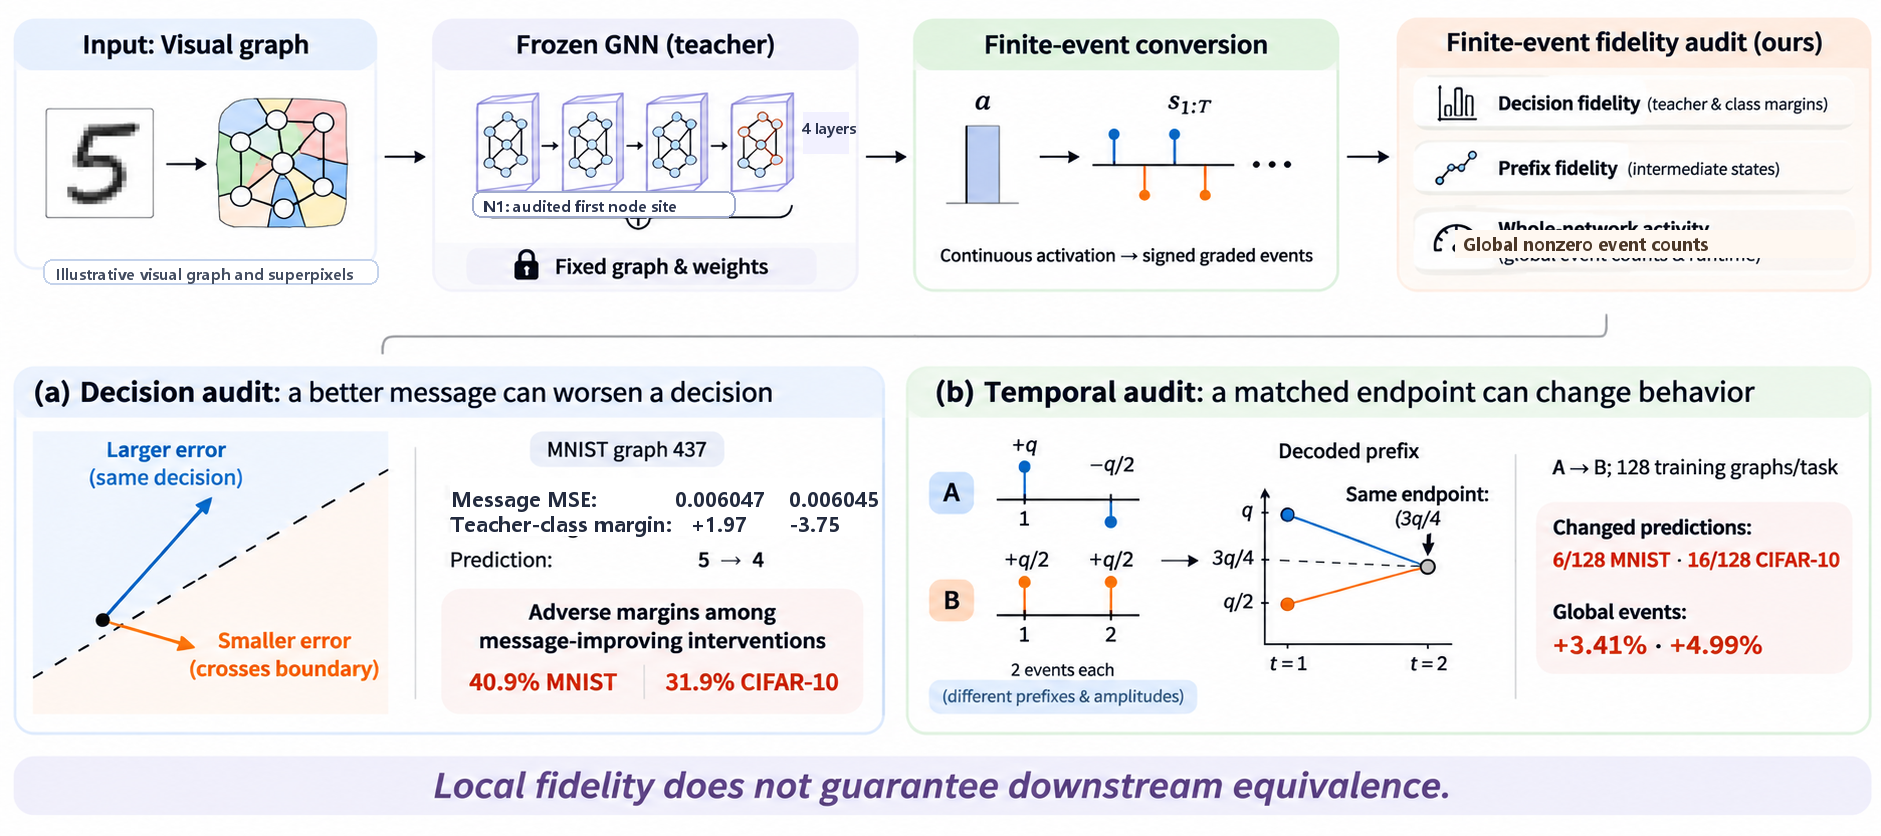 Input: Visual graph
Illustrative visual graph and superpixels
Frozen GNN (teacher)
4 layers
N1: audited first node site
Fixed graph & weights
Finite-event conversion
a
s1:T
Continuous activation → signed graded events
Finite-event fidelity audit (ours)
Decision fidelity (teacher & class margins)
Prefix fidelity (intermediate states)
Whole-network activity
Global nonzero event counts
(global event counts & runtime)
(a) Decision audit: a better message can worsen a decision
Larger error
(same decision)
Smaller error
(crosses boundary)
MNIST graph 437
Message MSE: 0.006047 0.006045
Teacher-class margin: +1.97 -3.75
Prediction: 5 → 4
Adverse margins among
message-improving interventions
40.9% MNIST 31.9% CIFAR-10
(b) Temporal audit: a matched endpoint can change behavior
A
+q
−q/2
1
B
+q/2 +q/2
1 2
2 events each
(different prefixes & amplitudes)
Decoded prefix
Same endpoint:
(3q/4
q
3q/4
q/2
t=1 t=2
A → B; 128 training graphs/task
Changed predictions:
6/128 MNIST · 16/128 CIFAR-10
Global events:
+3.41% · +4.99%
Local fidelity does not guarantee downstream equivalence.